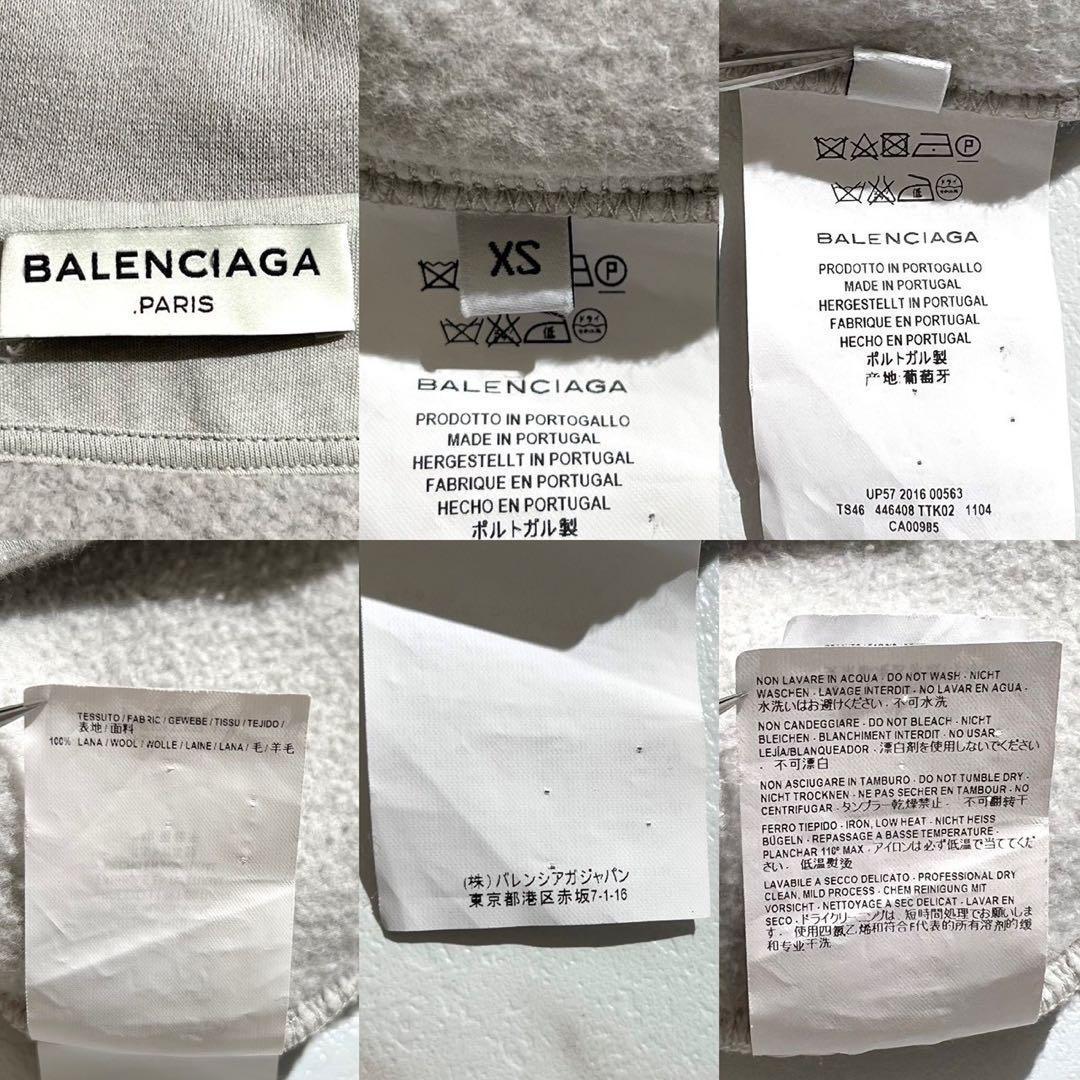 BALENCIAGA
.PARIS
XS
P
低
ドライ
BALENCIAGA
PRODOTTO IN PORTOGALLO
MADE IN PORTUGAL
HERGESTELLT IN PORTUGAL
FABRIQUE EN PORTUGAL
HECHO EN PORTUGAL
ポルトガル製
P
低
ドライ
BALENCIAGA
PRODOTTO IN PORTOGALLO
MADE IN PORTUGAL
HERGESTELLT IN PORTUGAL
FABRIQUE EN PORTUGAL
HECHO EN PORTUGAL
ポルトガル製
产地:葡萄牙
UP57 2016 00563
TS46 446408 TTK02 1104
CA00985
TESSUTO / FABRIC / GEWEBE / TISSU / TEJIDO /
表地 / 面料
100% LANA / WOOL / WOLLE / LAINE / LANA / 毛 / 羊毛
(株) バレンシアガジャパン
東京都港区赤坂7-1-16
NON LAVARE IN ACQUA - DO NOT WASH - NICHT
WASCHEN - LAVAGE INTERDIT - NO LAVAR EN AGUA -
水洗いはお避けください - 不可水洗
NON CANDEGGIARE - DO NOT BLEACH - NICHT
BLEICHEN - BLANCHIMENT INTERDIT - NO USAR
LEJIA/BLANQUEADOR - 漂白剤を使用しないでください
- 不可漂白
NON ASCIUGARE IN TAMBURO - DO NOT TUMBLE DRY -
NICHT TROCKNEN - NE PAS SECHER EN TAMBOUR - NO
CENTRIFUGAR - タンブラー乾燥禁止 - 不可翻转干
FERRO TIEPIDO - IRON, LOW HEAT - NICHT HEISS
BÜGELN - REPASSAGE A BASSE TEMPERATURE -
PLANCHAR 110º MAX - アイロンは必ず低温で当ててくだ
さい - 低温熨烫
LAVABILE A SECCO DELICATO - PROFESSIONAL DRY
CLEAN, MILD PROCESS - CHEM REINIGUNG MIT
VORSICHT - NETTOYAGE A SEC DELICAT - LAVAR EN
SECO - ドライクリーニングは、短時間処理でお願いしま
す - 使用四氯乙烯和符合F代表的所有溶剂的缓
和专业干洗